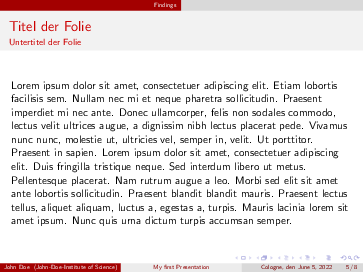 Findings
Titel der Folie
Untertitel der Folie
Lorem ipsum dolor sit amet, consectetuer adipiscing elit. Etiam lobortis
facilisis sem. Nullam nec mi et neque pharetra sollicitudin. Praesent
imperdiet mi nec ante. Donec ullamcorper, felis non sodales commodo,
lectus velit ultrices augue, a dignissim nibh lectus placerat pede. Vivamus
nunc nunc, molestie ut, ultricies vel, semper in, velit. Ut porttitor.
Praesent in sapien. Lorem ipsum dolor sit amet, consectetuer adipiscing
elit. Duis fringilla tristique neque. Sed interdum libero ut metus.
Pellentesque placerat. Nam rutrum augue a leo. Morbi sed elit sit amet
ante lobortis sollicitudin. Praesent blandit blandit mauris. Praesent lectus
tellus, aliquet aliquam, luctus a, egestas a, turpis. Mauris lacinia lorem sit
amet ipsum. Nunc quis urna dictum turpis accumsan semper.
John Doe (John-Doe-Institute of Science) My first Presentation Cologne, den June 5, 2022 5 / 6